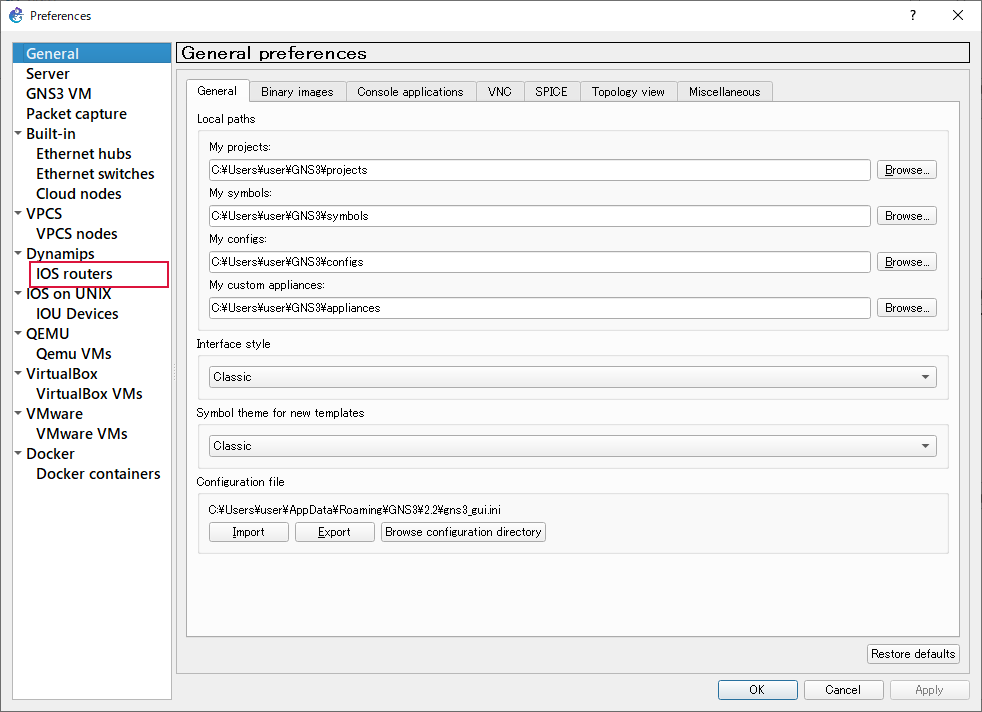 Preferences
?
General
Server
GNS3 VM
Packet capture
Built-in
Ethernet hubs
Ethernet switches
Cloud nodes
VPCS
VPCS nodes
Dynamips
IOS routers
IOS on UNIX
IOU Devices
QEMU
Qemu VMs
VirtualBox
VirtualBox VMs
VMware
VMware VMs
Docker
Docker containers
General preferences
General Binary images Console applications VNC SPICE Topology view Miscellaneous
Local paths
My projects:
C:¥Users¥user¥GNS3¥projects Browse...
My symbols:
C:¥Users¥user¥GNS3¥symbols Browse...
My configs:
C:¥Users¥user¥GNS3¥configs Browse...
My custom appliances:
C:¥Users¥user¥GNS3¥appliances Browse...
Interface style
Classic
Symbol theme for new templates
Classic
Configuration file
C:¥Users¥user¥AppData¥Roaming¥GNS3¥2.2¥gns3_gui.ini
Import Export Browse configuration directory
Restore defaults
OK Cancel Apply